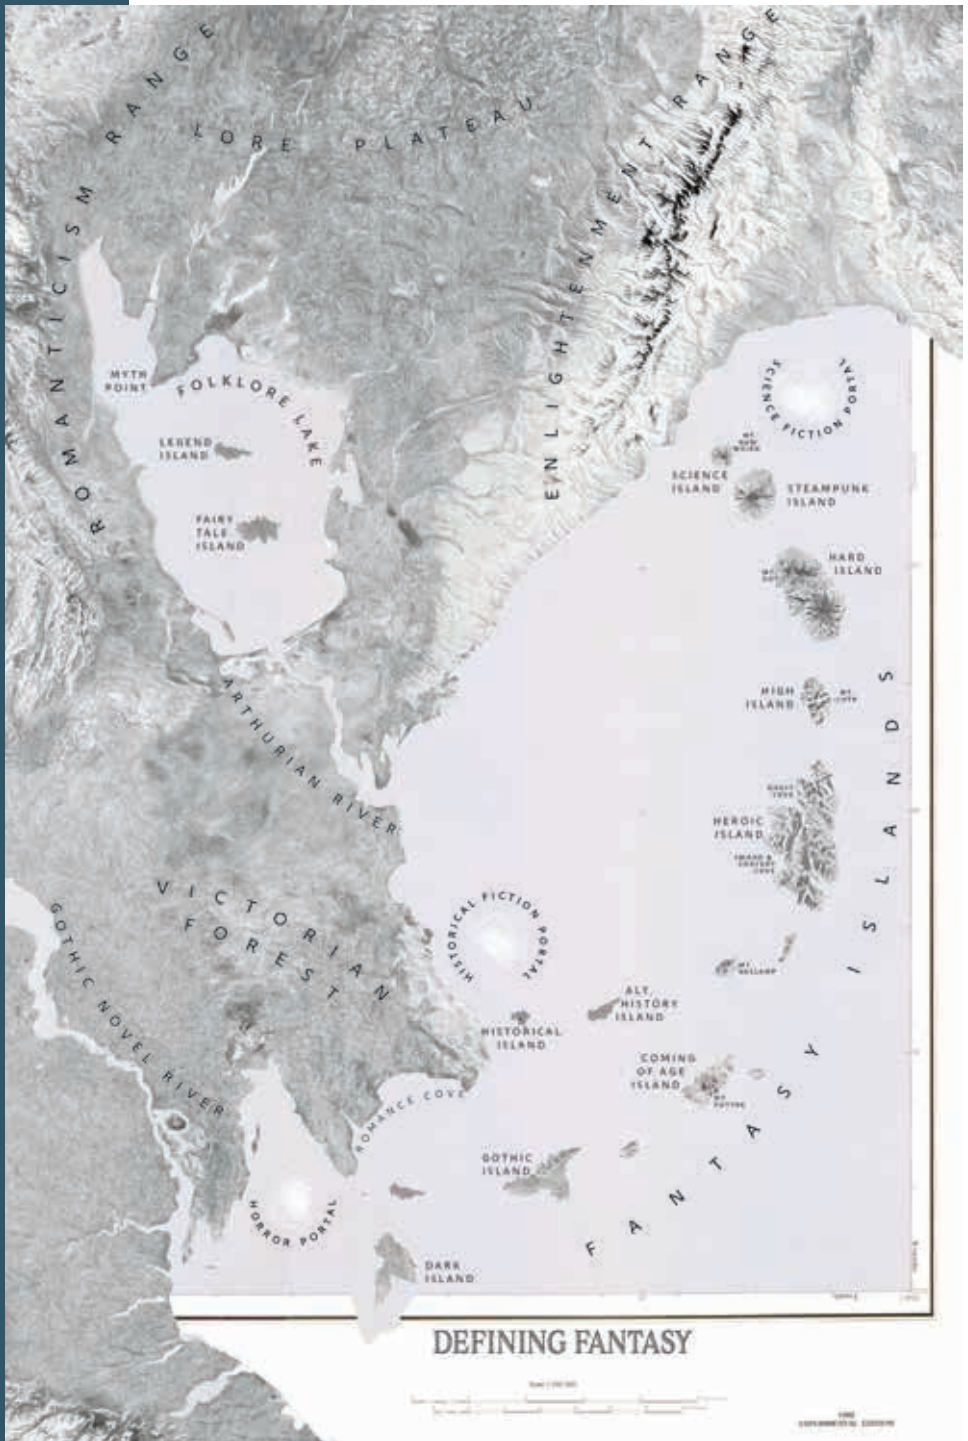 ROMANTICISM RANGE
LORE PLATEAU
ENLIGHTENMENT RANGE
MYTH
POINT
FOLKLORE LAKE
LEGEND
ISLAND
FAIRY
TALE
ISLAND
SCIENCE FICTION PORTAL
SCIENCE
ISLAND
STEAMPUNK
ISLAND
HARD
ISLAND
HIGH
ISLAND
HEROIC
ISLAND
ARTHURIAN RIVER
VICTORIAN
FOREST
GOTHIC NOVEL RIVER
HISTORICAL FICTION PORTAL
HISTORICAL
ISLAND
ALT
HISTORY
ISLAND
COMING
OF AGE
ISLAND
ROMANCE COVE
GOTHIC
ISLAND
HORROR PORTAL
DARK
ISLAND
FANTASY ISLANDS
DEFINING FANTASY